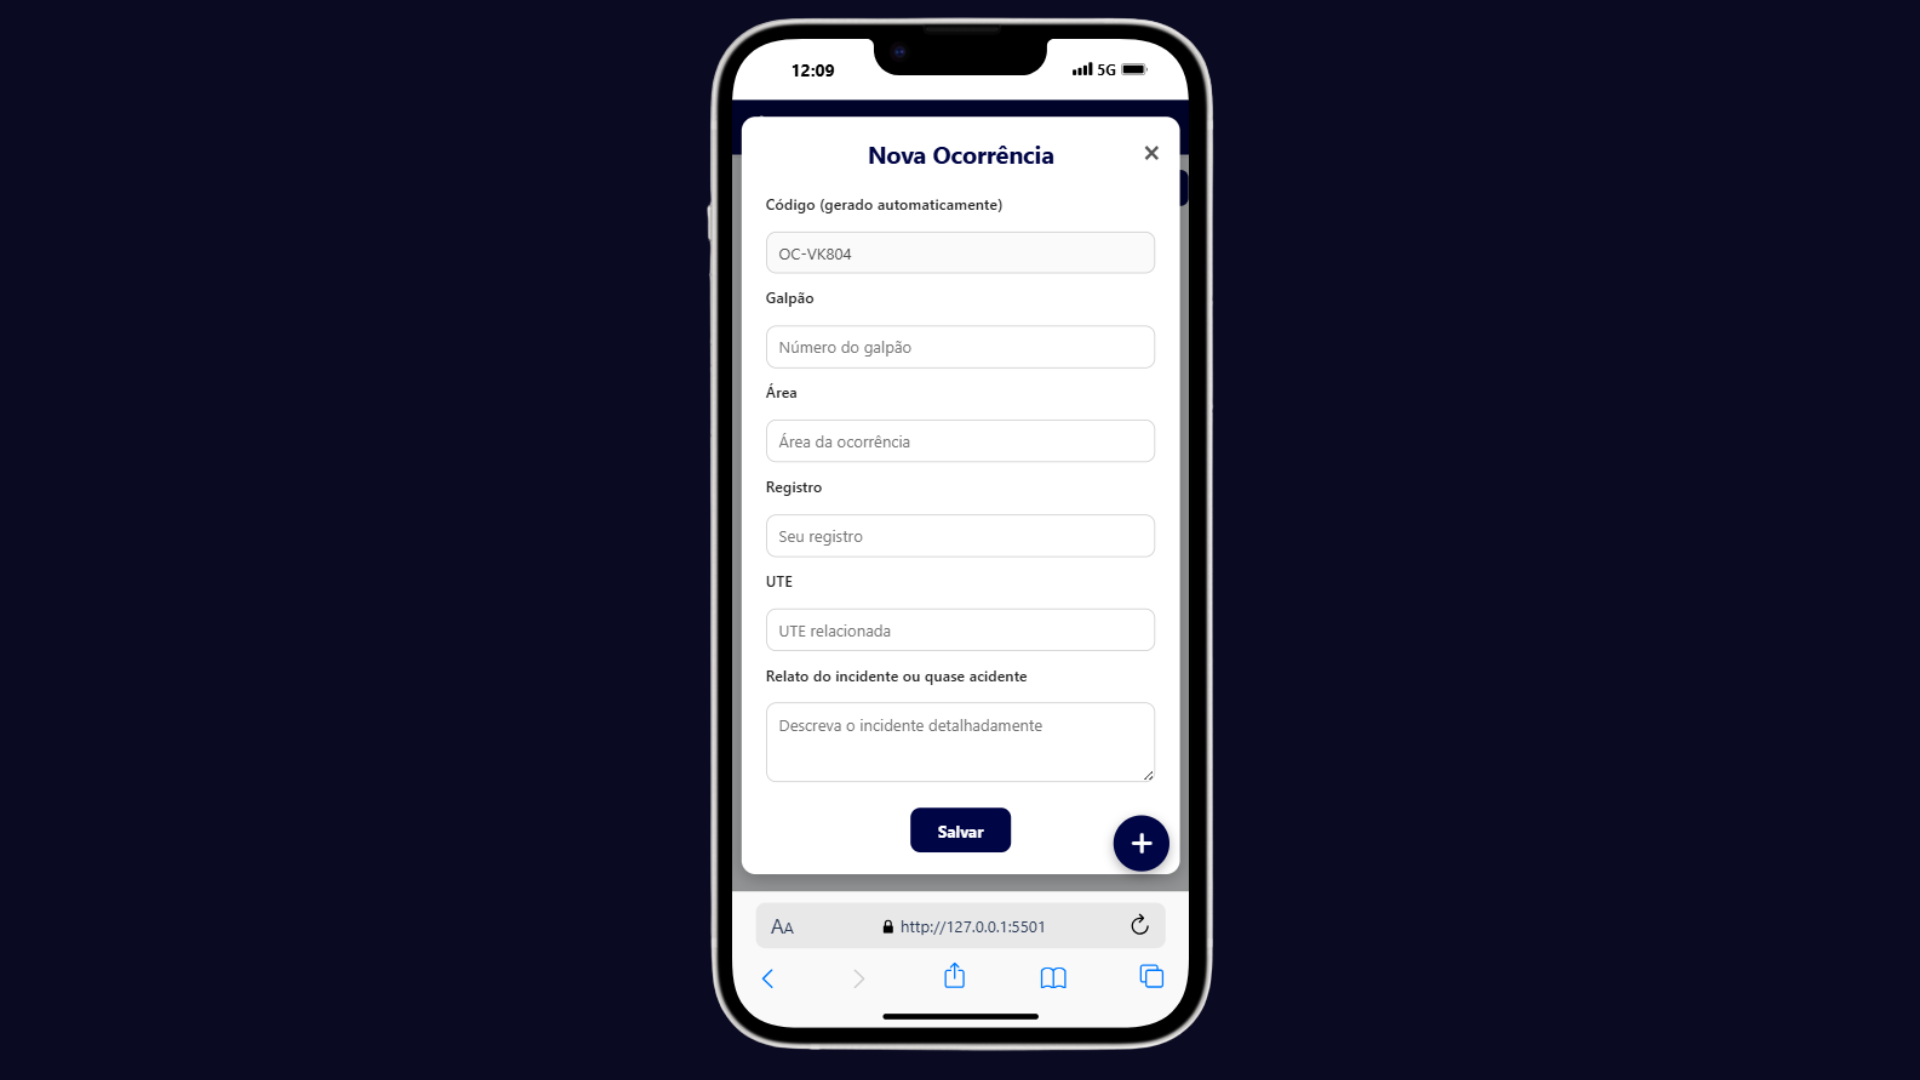 12:09
5G
Nova Ocorrência
×
Código (gerado automaticamente)
OC-VK804
Galpão
Número do galpão
Área
Área da ocorrência
Registro
Seu registro
UTE
UTE relacionada
Relato do incidente ou quase acidente
Descreva o incidente detalhadamente
Salvar
+
AA
http://127.0.0.1:5501